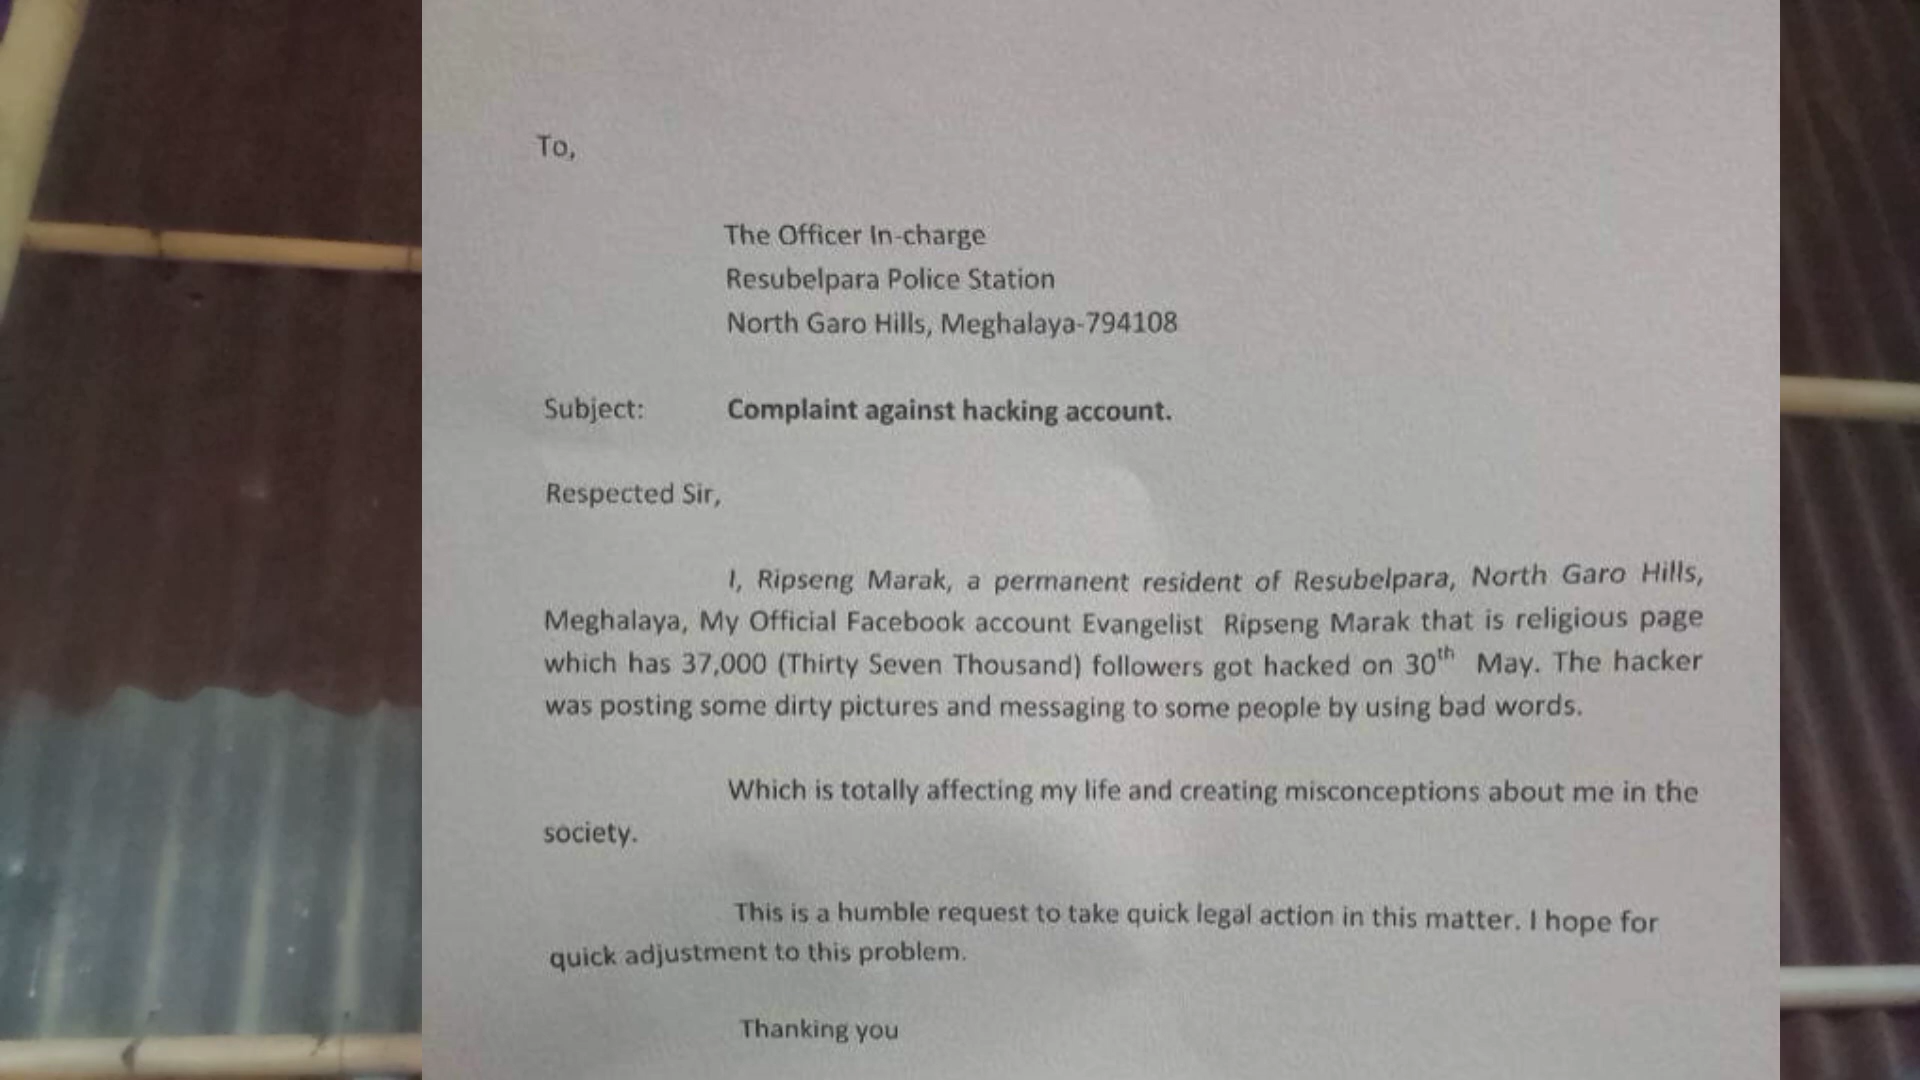 To,
The Officer In-charge
Resubelpara Police Station
North Garo Hills, Meghalaya-794108
Subject: Complaint against hacking account.
Respected Sir,
I, Ripseng Marak, a permanent resident of Resubelpara, North Garo Hills,
Meghalaya, My Official Facebook account Evangelist Ripseng Marak that is religious page
which has 37,000 (Thirty Seven Thousand) followers got hacked on 30th May. The hacker
was posting some dirty pictures and messaging to some people by using bad words.
Which is totally affecting my life and creating misconceptions about me in the
society.
This is a humble request to take quick legal action in this matter. I hope for
quick adjustment to this problem.
Thanking you